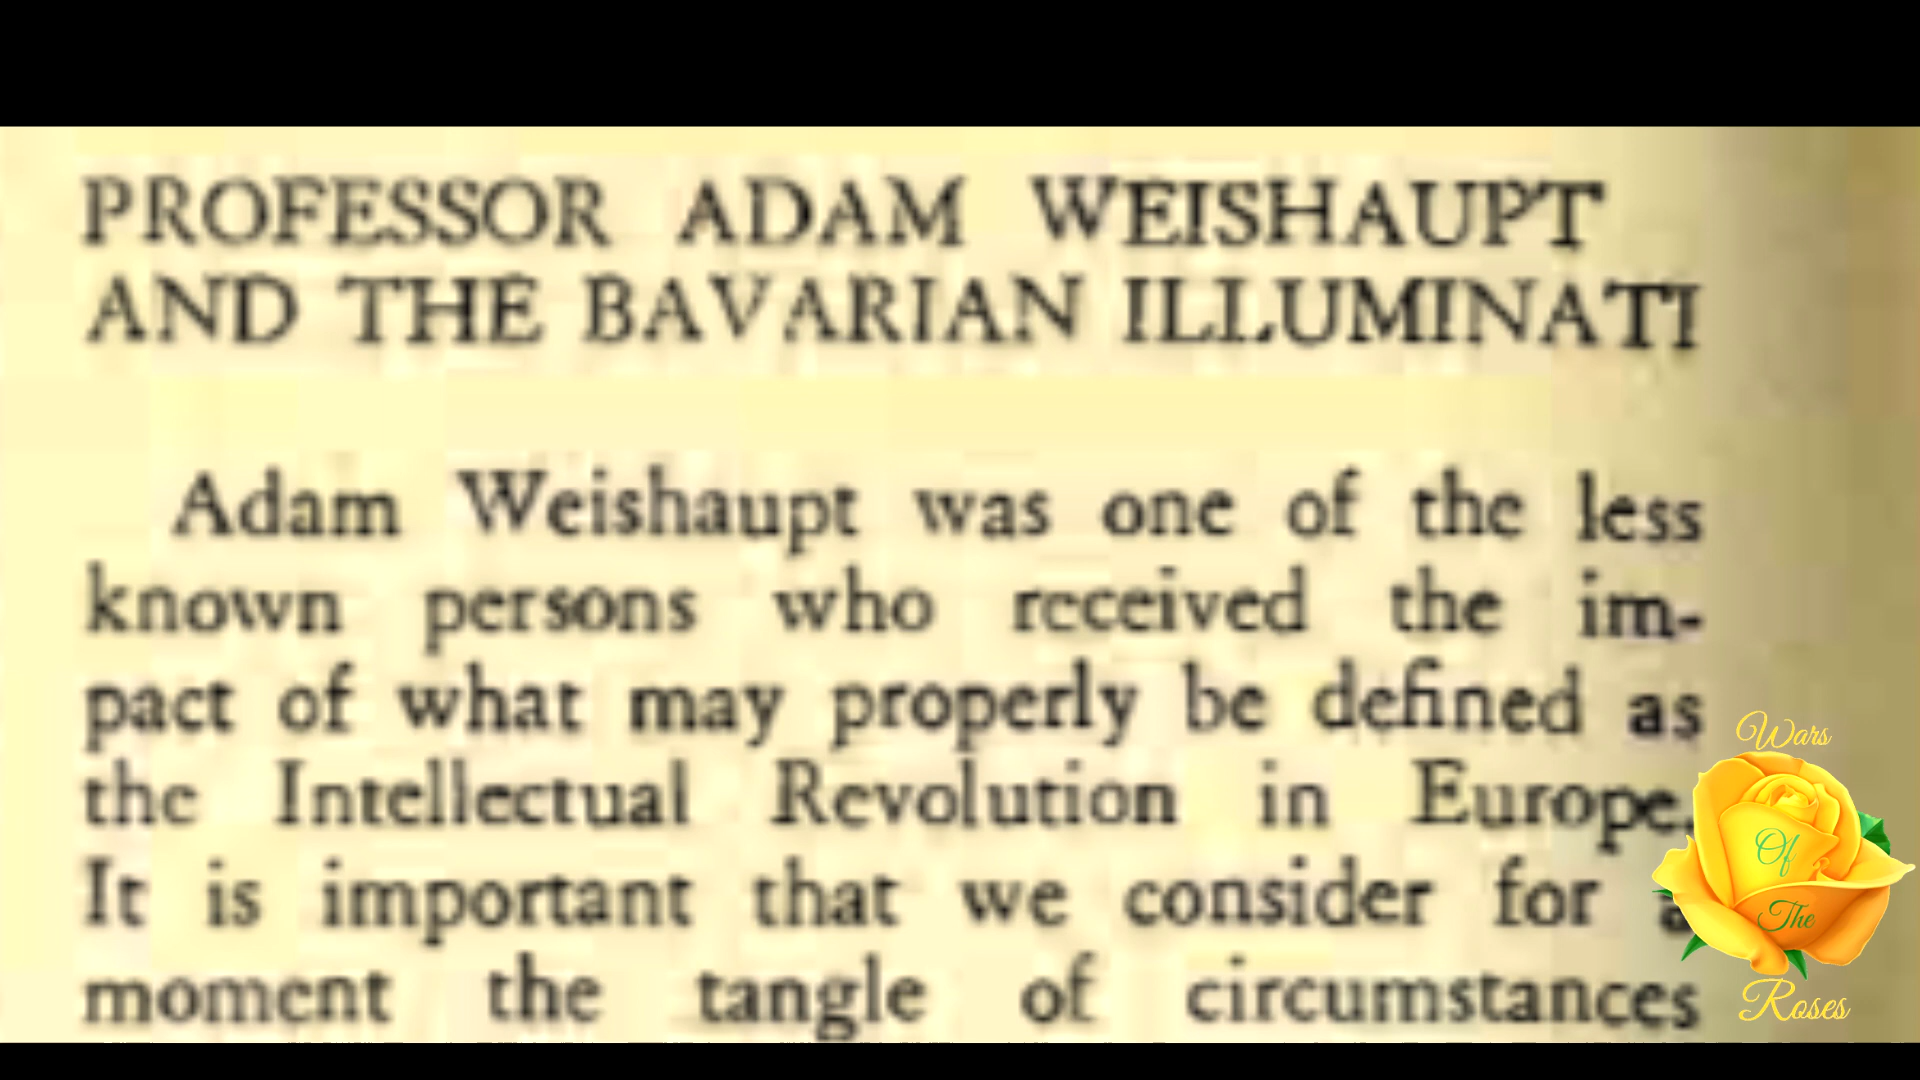 PROFESSOR ADAM WEISHAUPT
AND THE BAVARIAN ILLUMINATI
Adam Weishaupt was one of the less
known persons who received the im-
pact of what may properly be defined as
the Intellectual Revolution in Europe.
It is important that we consider for a
moment the tangle of circumstances
Wars
Of
The
Roses